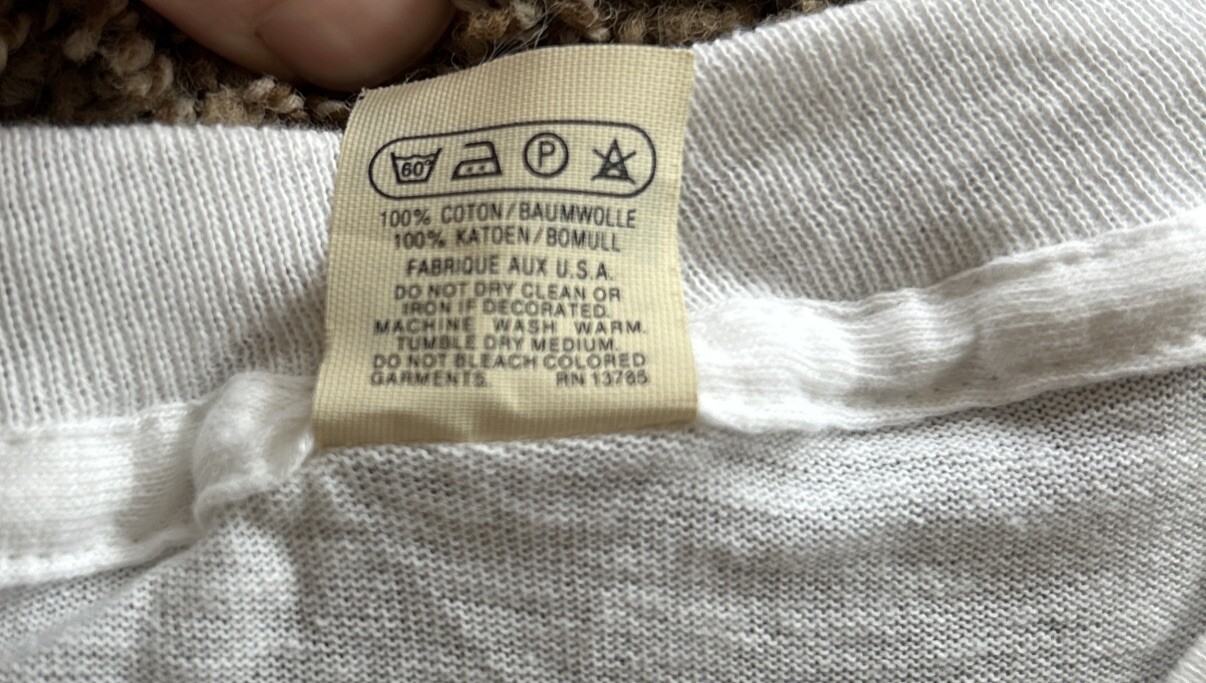 60° P
100% COTON/BAUMWOLLE
100% KATOEN/BOMULL
FABRIQUE AUX U.S.A.
DO NOT DRY CLEAN OR
IRON IF DECORATED.
MACHINE WASH WARM.
TUMBLE DRY MEDIUM.
DO NOT BLEACH COLORED
GARMENTS. RN 13765